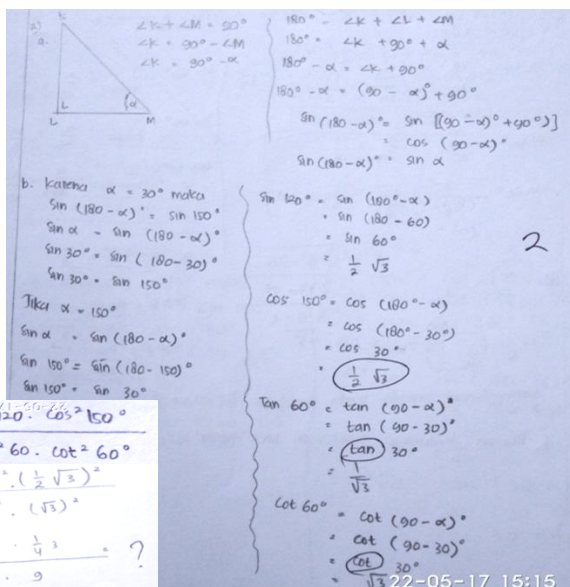 a.
L
L
M
α
∠K + ∠M = 90°
∠K = 90° - ∠M
∠K = 90° - α
180° - ∠K + ∠L + ∠M
180° = ∠K + 90° + α
180° - α = ∠K + 90°
180° - α = (90 - α)° + 90°
Sin (180-α)° = sin [(90-α)° + 90°)]
= cos (90-α)°
Sin (180-α)° = sin α
b. Karena α = 30° maka
Sin (180-α)° = sin 150°
Sin α = sin (180-α)°
Sin 30° = sin (180-30)°
Sin 30° = Sin 150°
Jika α = 150°
Sin α = sin (180-α)°
Sin 150° = sin (180-150)°
Sin 150° = sin 30°
Sin 120° = sin (180°-α)
= sin (180-60)
= sin 60°
= 1/2 √3
2
cos 150° = cos (180°-α)
= cos (180°-30°)
= cos 30°
= 1/2 √3
Tan 60° = tan (90-α)°
= tan (90-30)°
= tan 30°
= 1/√3
Cot 60° = cot (90-α)°
= cot (90-30)°
= cot 30°
= √3
120. cos² 150°
² 60. cot² 60°
². (1/2 √3)²
. (√3)²
. 1/4 3
= ?
. 9
22-05-17 15:15